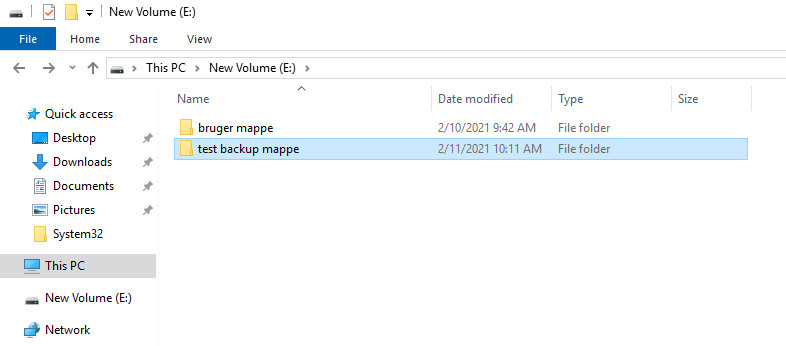 New Volume (E:)
File Home Share View
This PC New Volume (E:)
Name Date modified Type Size
Quick access
Desktop
Downloads
Documents
Pictures
System32
This PC
New Volume (E:)
Network
bruger mappe 2/10/2021 9:42 AM File folder
test backup mappe 2/11/2021 10:11 AM File folder